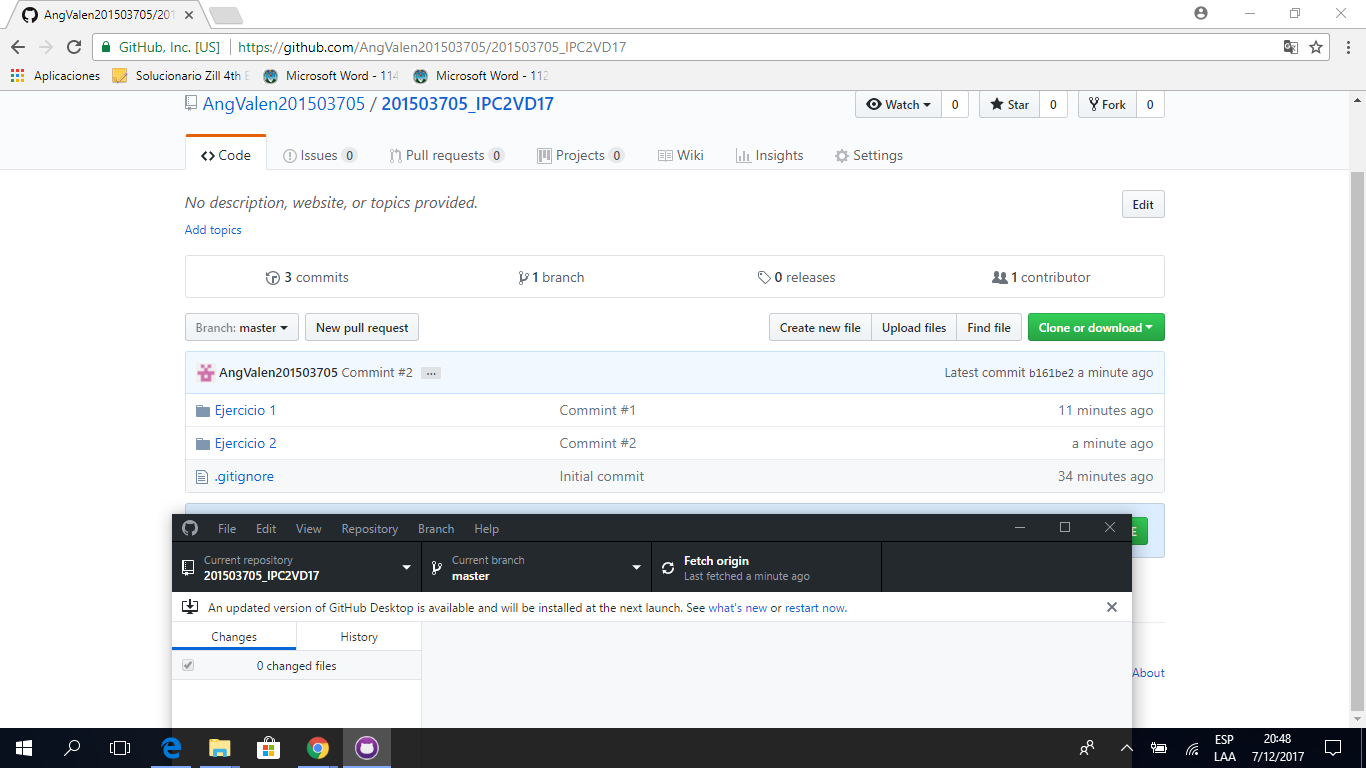 AngValen201503705/201
GitHub, Inc. [US] https://github.com/AngValen201503705/201503705_IPC2VD17
Aplicaciones Solucionario Zill 4th E Microsoft Word - 114 Microsoft Word - 112
AngValen201503705 / 201503705_IPC2VD17 Watch 0 Star 0 Fork 0
Code Issues 0 Pull requests 0 Projects 0 Wiki Insights Settings
No description, website, or topics provided. Edit
Add topics
3 commits 1 branch 0 releases 1 contributor
Branch: master New pull request Create new file Upload files Find file Clone or download
AngValen201503705 Commint #2 ... Latest commit b161be2 a minute ago
Ejercicio 1 Commint #1 11 minutes ago
Ejercicio 2 Commint #2 a minute ago
.gitignore Initial commit 34 minutes ago
File Edit View Repository Branch Help
Current repository Current branch Fetch origin
201503705_IPC2VD17 master Last fetched a minute ago
An updated version of GitHub Desktop is available and will be installed at the next launch. See what's new or restart now.
Changes History
0 changed files
About
ESP 20:48
LAA 7/12/2017